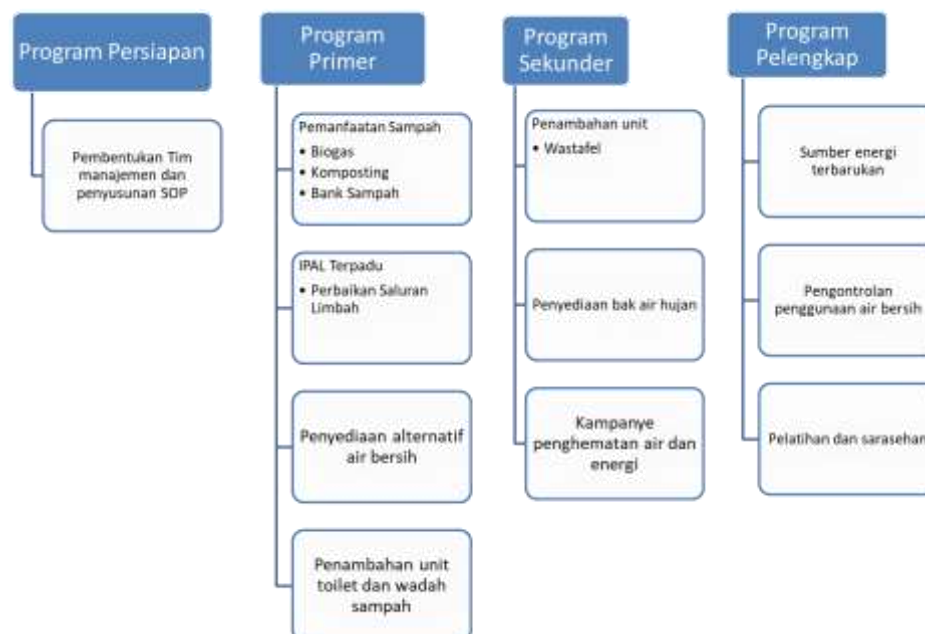 Program Persiapan
Pembentukan Tim
manajemen dan
penyusunan SOP
Program
Primer
Pemanfaatan Sampah
• Biogas
• Komposting
• Bank Sampah
IPAL Terpadu
• Perbaikan Saluran
Limbah
Penyediaan alternatif
air bersih
Penambahan unit
toilet dan wadah
sampah
Program
Sekunder
Penambahan unit
• Wastafel
Penyediaan bak air hujan
Kampanye
penghematan air dan
energi
Program
Pelengkap
Sumber energi
terbarukan
Pengontrolan
penggunaan air bersih
Pelatihan dan sarasehan